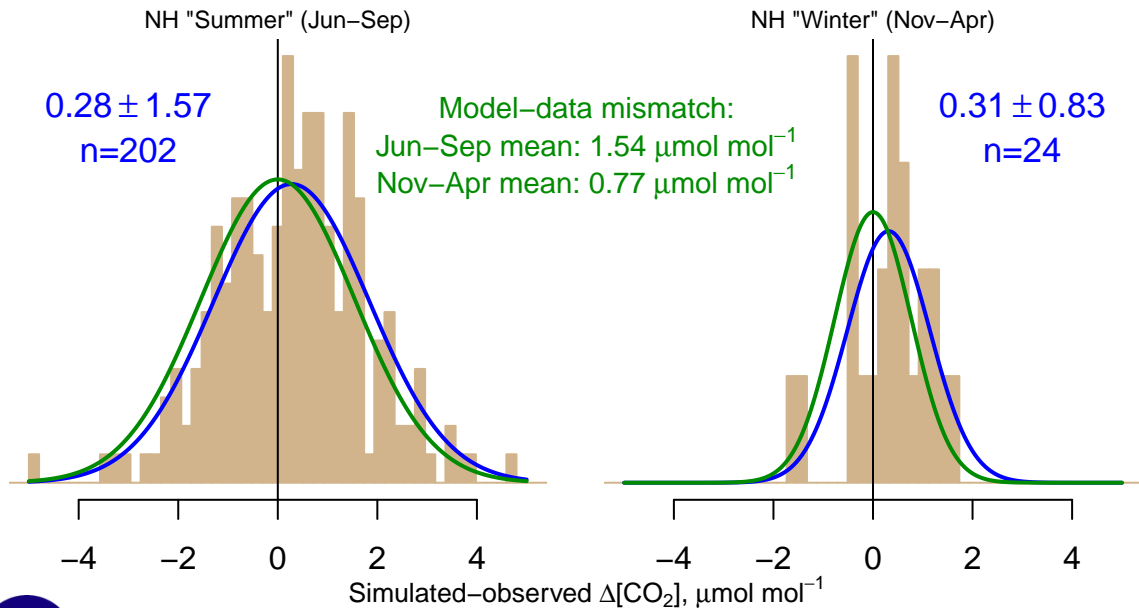 NH "Summer" (Jun−Sep)
0.28 ± 1.57
n=202
Model−data mismatch:
Jun−Sep mean: 1.54 μmol mol⁻¹
Nov−Apr mean: 0.77 μmol mol⁻¹
NH "Winter" (Nov−Apr)
0.31 ± 0.83
n=24
−4 −2 0 2 4
−4 −2 0 2 4
Simulated−observed Δ[CO₂], μmol mol⁻¹